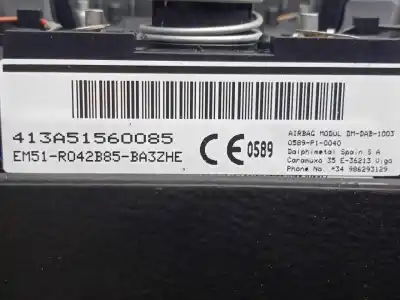 413A51560085
EM51-R042B85-BA3ZHE
CE 0589
AIRBAG MODUL DM-DAB-1003
0589-P1-0040
Dalphimetal Spain S A
Caramuxo 35 E-36213 Vigo
Phone No. +34 986293129